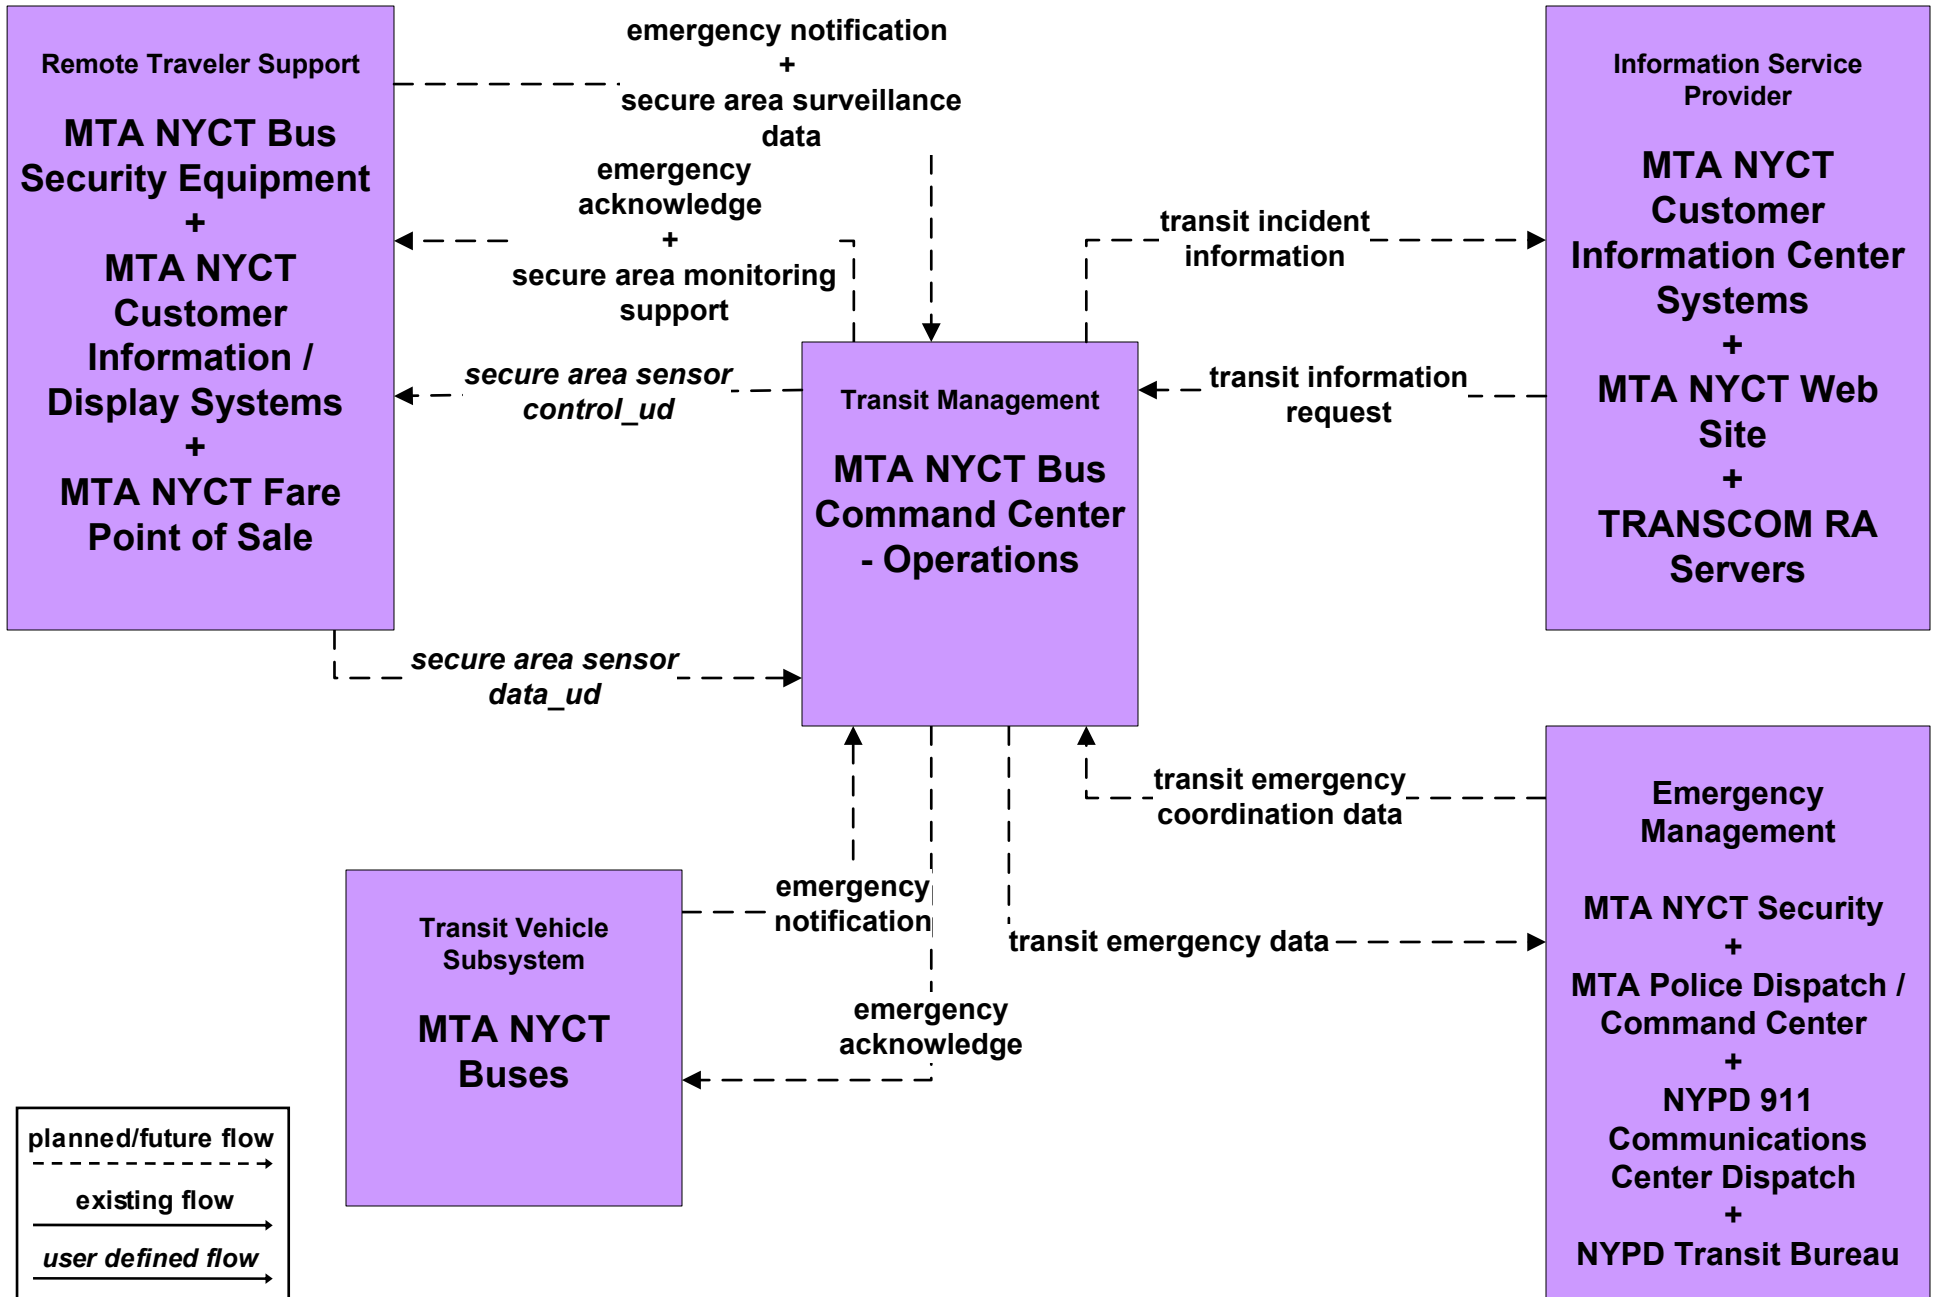 Remote Traveler Support
MTA NYCT Bus
Security Equipment
+
MTA NYCT
Customer
Information /
Display Systems
+
MTA NYCT Fare
Point of Sale
emergency notification
+
secure area surveillance
data
emergency
acknowledge
+
secure area monitoring
support
secure area sensor
control_ud
secure area sensor
data_ud
Transit Management
MTA NYCT Bus
Command Center
- Operations
transit incident
information
transit information
request
Information Service
Provider
MTA NYCT
Customer
Information Center
Systems
+
MTA NYCT Web
Site
+
TRANSCOM RA
Servers
transit emergency
coordination data
transit emergency data
Emergency
Management
MTA NYCT Security
+
MTA Police Dispatch /
Command Center
+
NYPD 911
Communications
Center Dispatch
+
NYPD Transit Bureau
Transit Vehicle
Subsystem
MTA NYCT
Buses
emergency
notification
emergency
acknowledge
planned/future flow
existing flow
user defined flow